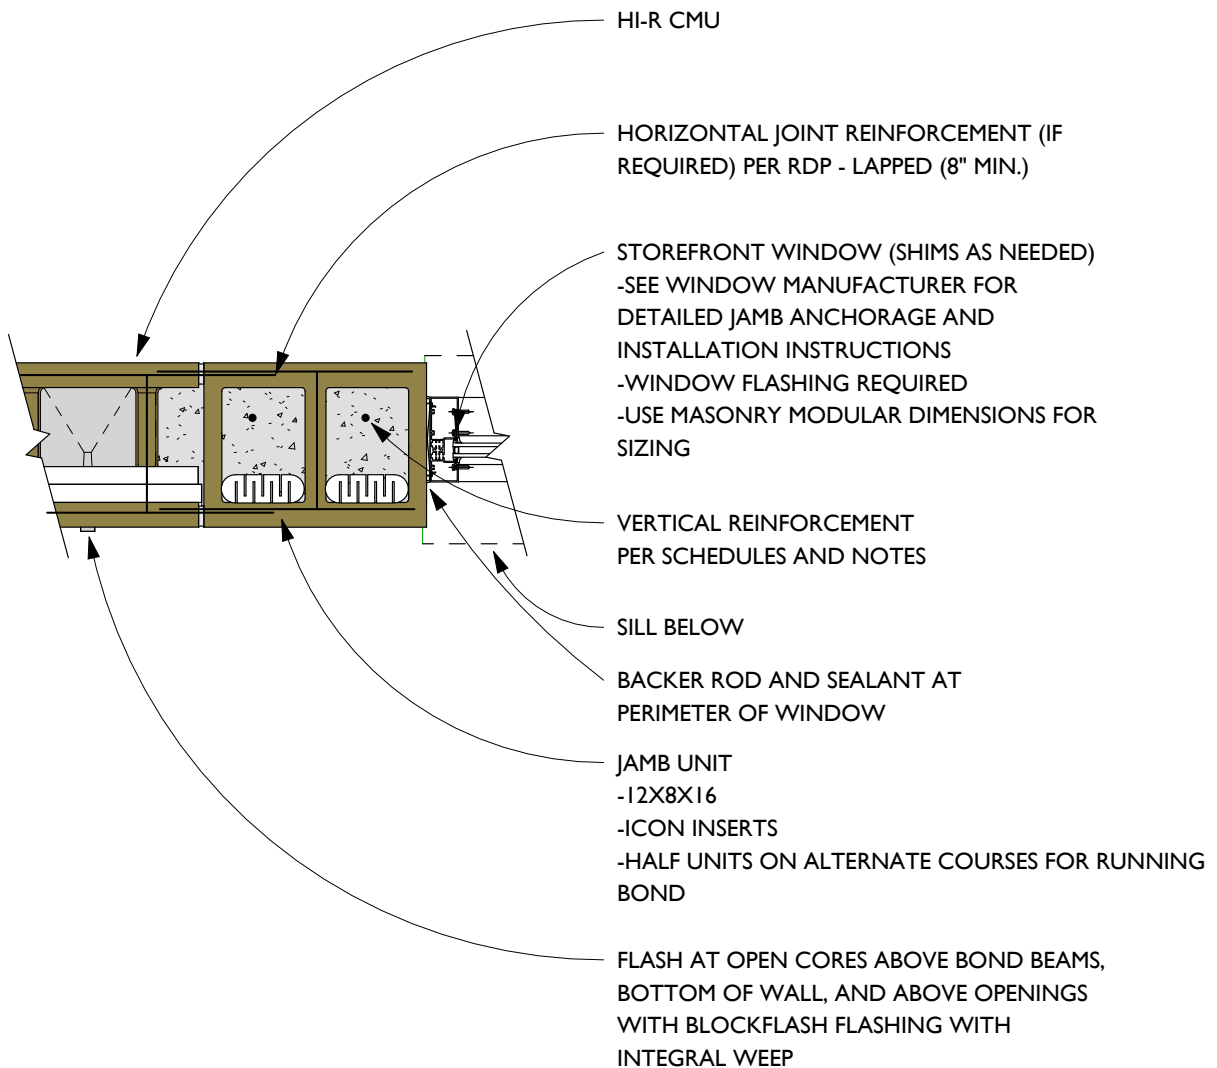 HI-R CMU
HORIZONTAL JOINT REINFORCEMENT (IF
REQUIRED) PER RDP - LAPPED (8" MIN.)
STOREFRONT WINDOW (SHIMS AS NEEDED)
-SEE WINDOW MANUFACTURER FOR
DETAILED JAMB ANCHORAGE AND
INSTALLATION INSTRUCTIONS
-WINDOW FLASHING REQUIRED
-USE MASONRY MODULAR DIMENSIONS FOR
SIZING
VERTICAL REINFORCEMENT
PER SCHEDULES AND NOTES
SILL BELOW
BACKER ROD AND SEALANT AT
PERIMETER OF WINDOW
JAMB UNIT
-12X8X16
-ICON INSERTS
-HALF UNITS ON ALTERNATE COURSES FOR RUNNING
BOND
FLASH AT OPEN CORES ABOVE BOND BEAMS,
BOTTOM OF WALL, AND ABOVE OPENINGS
WITH BLOCKFLASH FLASHING WITH
INTEGRAL WEEP